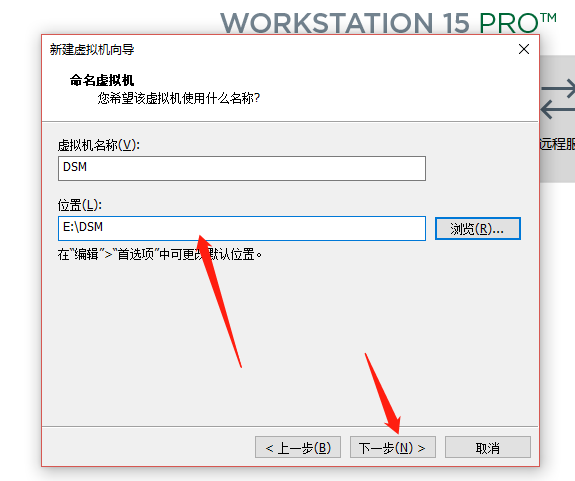 WORKSTATION 15 PRO™
新建虚拟机向导
命名虚拟机
您希望该虚拟机使用什么名称?
远程服
虚拟机名称(V):
DSM
位置(L):
E:\DSM
浏览(R)...
在"编辑">"首选项"中可更改默认位置。
< 上一步(B)
下一步(N) >
取消